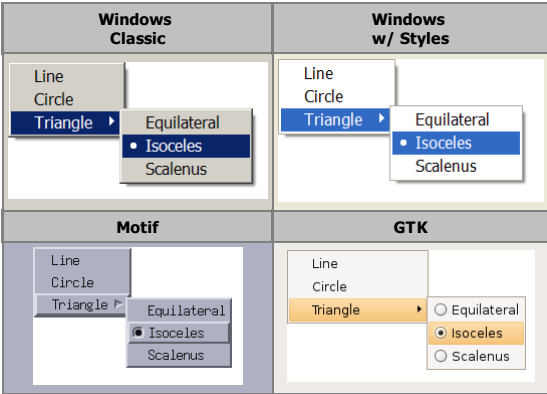 Windows
Classic
Windows
w/ Styles
Line
Circle
Triangle
Equilateral
Isoceles
Scalenus
Line
Circle
Triangle
Equilateral
Isoceles
Scalenus
Motif
GTK
Line
Circle
Triangle
Equilateral
Isoceles
Scalenus
Line
Circle
Triangle
Equilateral
Isoceles
Scalenus